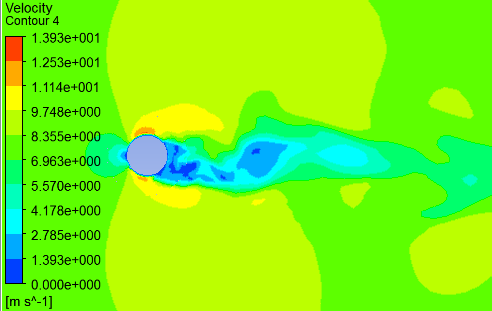 Velocity
Contour 4
1.393e+001
1.253e+001
1.114e+001
9.748e+000
8.355e+000
6.963e+000
5.570e+000
4.178e+000
2.785e+000
1.393e+000
0.000e+000
[m s^-1]